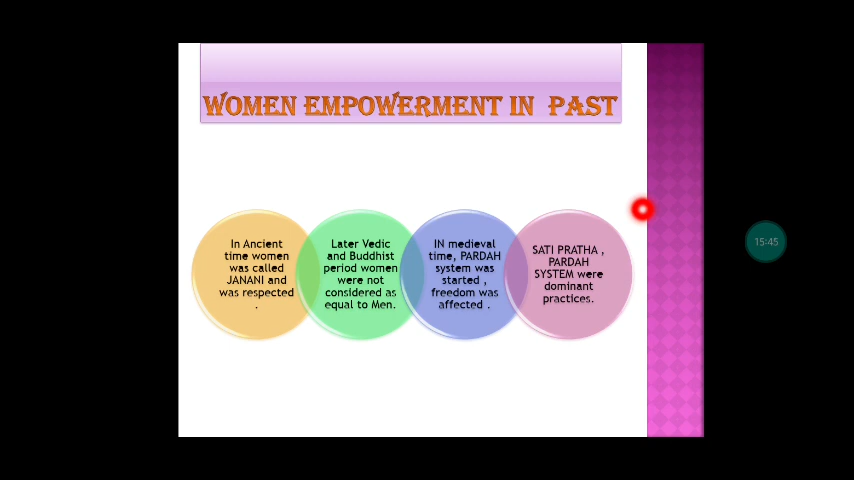 WOMEN EMPOWERMENT IN PAST
In Ancient
time women
was called
JANANI and
was respected
.
Later Vedic
and Buddhist
period women
were not
considered as
equal to Men.
IN medieval
time, PARDAH
system was
started ,
freedom was
affected .
SATI PRATHA ,
PARDAH
SYSTEM were
dominant
practices.
15:45